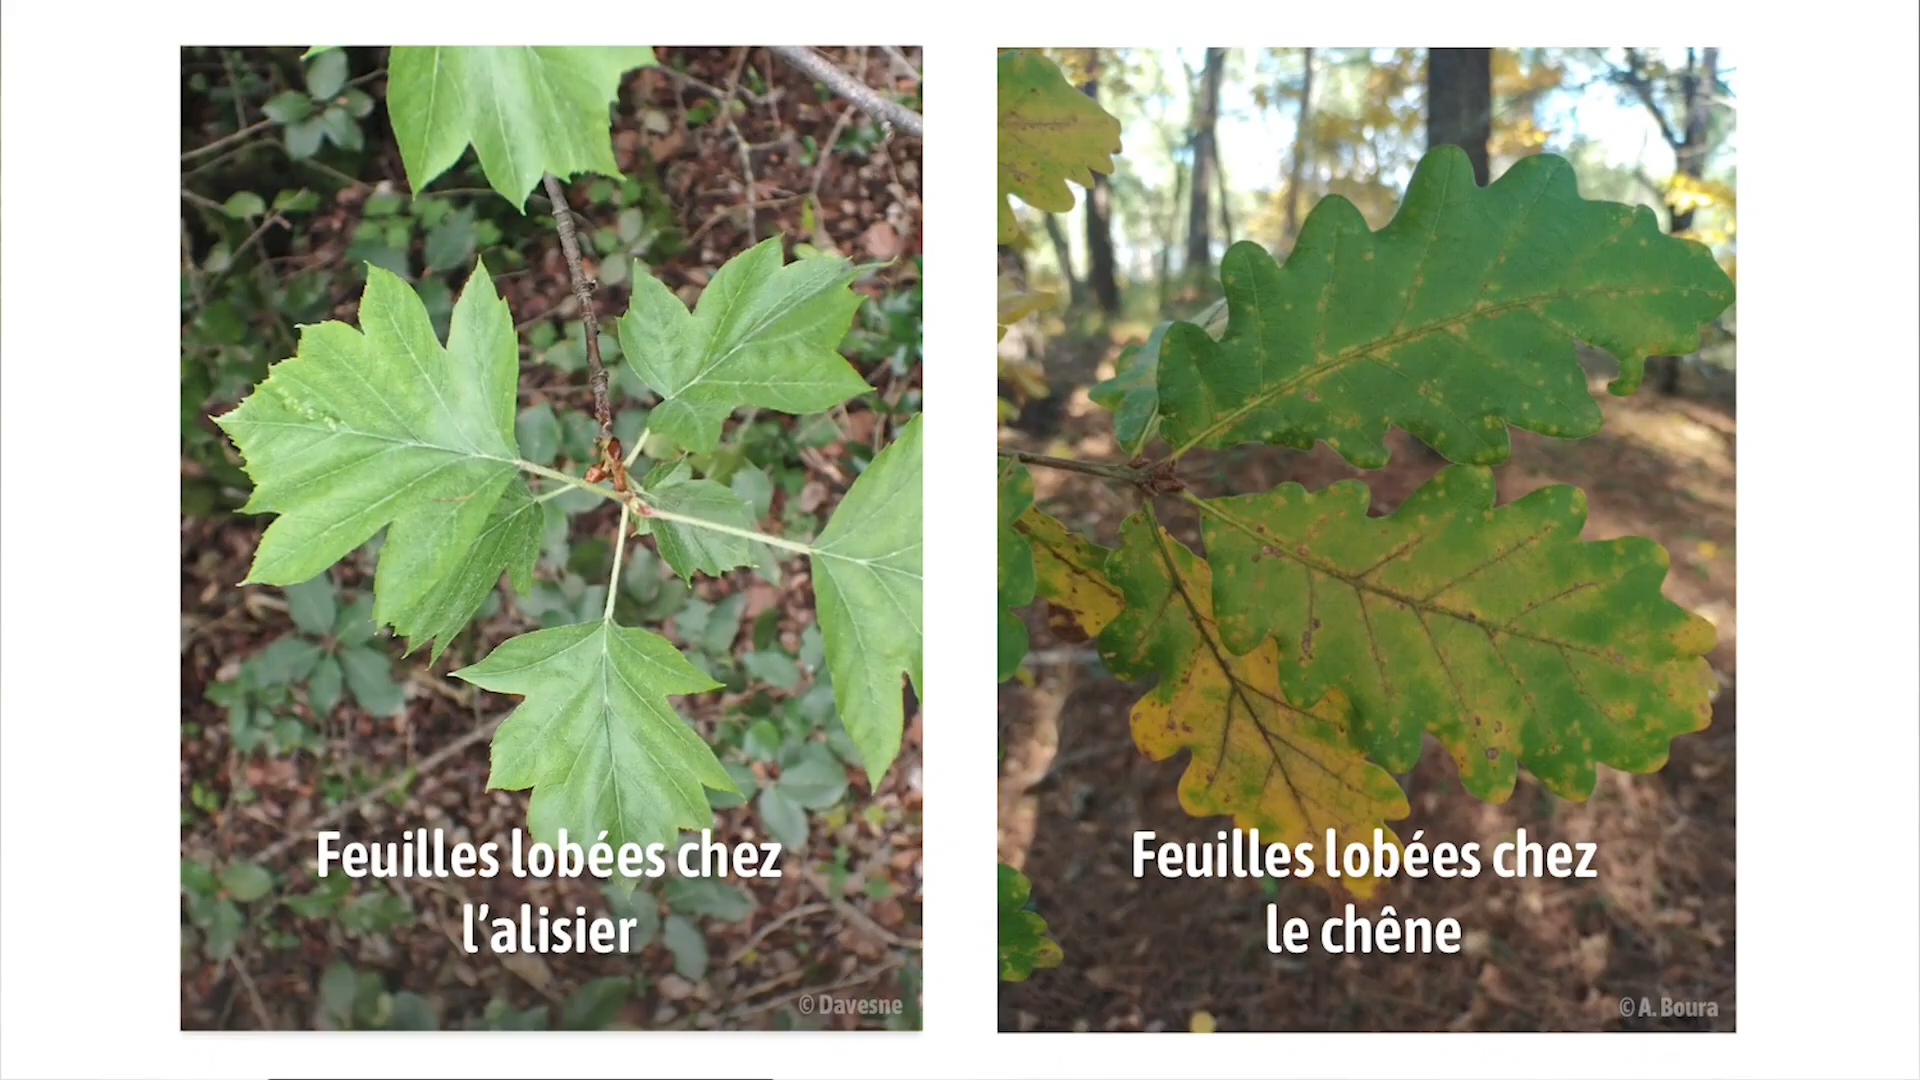 Feuilles lobées chez
l’alisier
© Davesne
Feuilles lobées chez
le chêne
© A. Boura